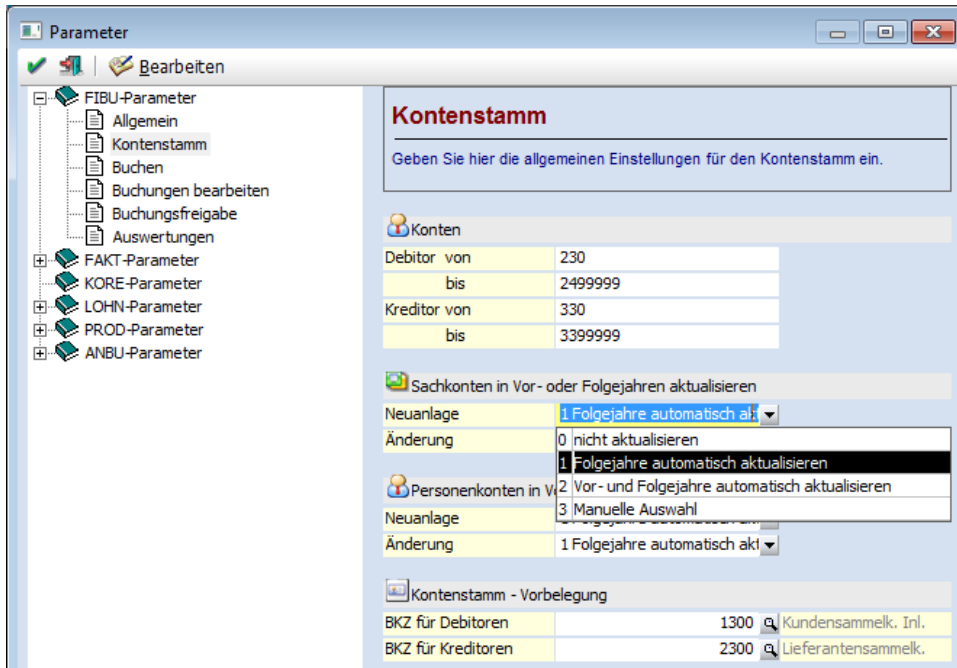 Parameter
Bearbeiten
FIBU-Parameter
Allgemein
Kontenstamm
Buchen
Buchungen bearbeiten
Buchungsfreigabe
Auswertungen
FAKT-Parameter
KORE-Parameter
LOHN-Parameter
PROD-Parameter
ANBU-Parameter
Kontenstamm
Geben Sie hier die allgemeinen Einstellungen für den Kontenstamm ein.
Konten
Debitor von 230
bis 2499999
Kreditor von 330
bis 3399999
Sachkonten in Vor- oder Folgejahren aktualisieren
Neuanlage 1 Folgejahre automatisch akt
Änderung
0 nicht aktualisieren
1 Folgejahre automatisch aktualisieren
2 Vor- und Folgejahre automatisch aktualisieren
3 Manuelle Auswahl
Personenkonten in V
Neuanlage
Änderung 1 Folgejahre automatisch akt
Kontenstamm - Vorbelegung
BKZ für Debitoren 1300 Kundensammelk. Inl.
BKZ für Kreditoren 2300 Lieferantensammelk.